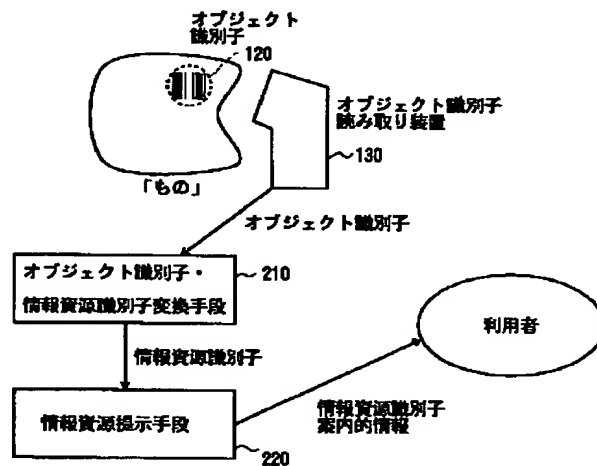 オブジェクト
識別子
120
オブジェクト識別子
読み取り装置
130
「もの」
オブジェクト識別子
オブジェクト識別子・
情報資源識別子変換手段
210
利用者
情報資源識別子
情報資源提示手段
220
情報資源識別子
案内的情報